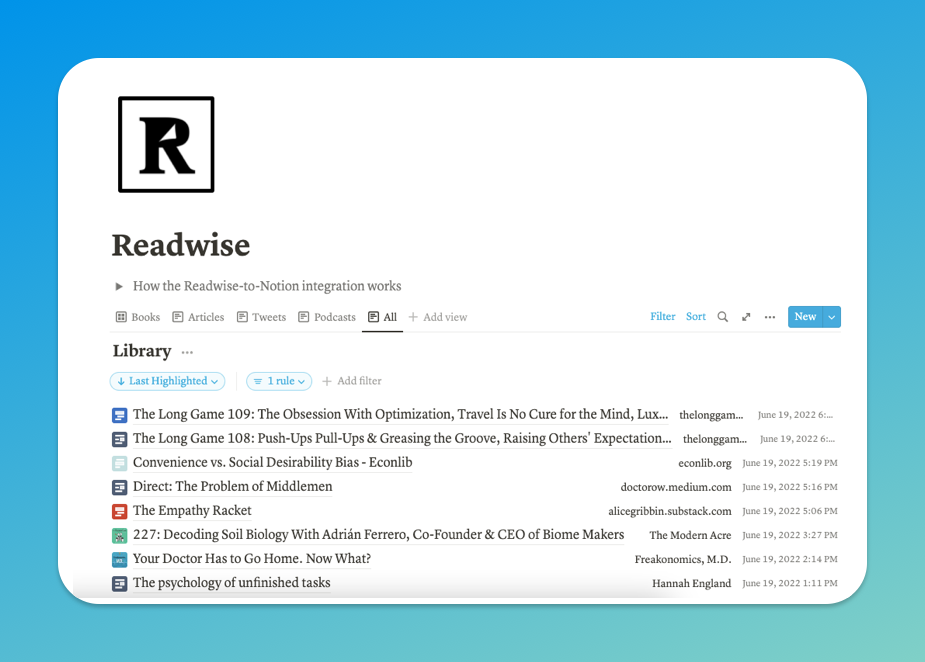 R
Readwise
How the Readwise-to-Notion integration works
Books Articles Tweets Podcasts All + Add view Filter Sort New
Library
Last Highlighted 1 rule + Add filter
The Long Game 109: The Obsession With Optimization, Travel Is No Cure for the Mind, Lux... thelonggam... June 19, 2022 6:...
The Long Game 108: Push-Ups Pull-Ups & Greasing the Groove, Raising Others' Expectation... thelonggam... June 19, 2022 6:...
Convenience vs. Social Desirability Bias - Econlib econlib.org June 19, 2022 5:19 PM
Direct: The Problem of Middlemen doctorow.medium.com June 19, 2022 5:16 PM
The Empathy Racket alicegribbin.substack.com June 19, 2022 5:06 PM
227: Decoding Soil Biology With Adrián Ferrero, Co-Founder & CEO of Biome Makers The Modern Acre June 19, 2022 3:27 PM
Your Doctor Has to Go Home. Now What? Freakonomics, M.D. June 19, 2022 2:14 PM
The psychology of unfinished tasks Hannah England June 19, 2022 1:11 PM